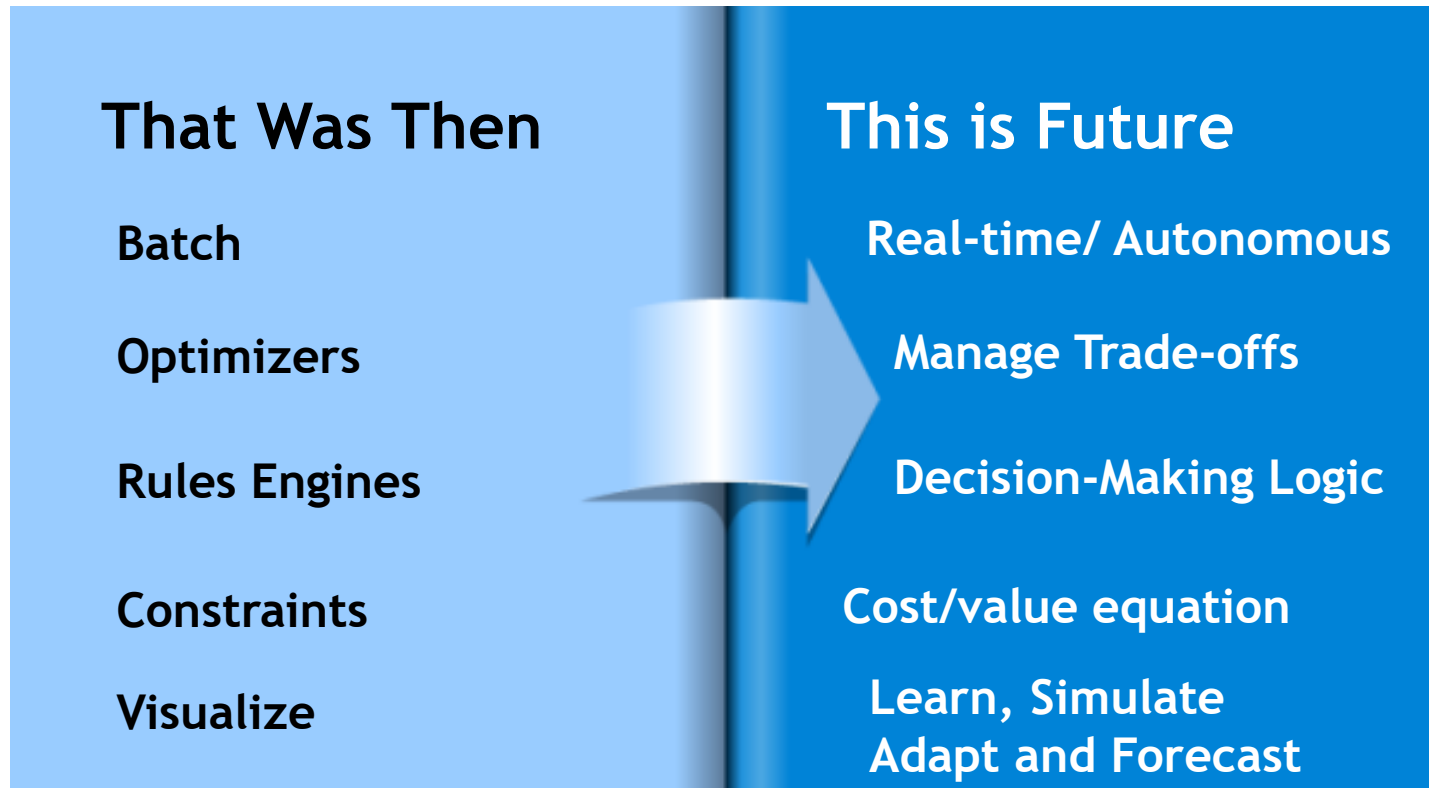 That Was Then
Batch
Optimizers
Rules Engines
Constraints
Visualize
This is Future
Real-time/ Autonomous
Manage Trade-offs
Decision-Making Logic
Cost/value equation
Learn, Simulate
Adapt and Forecast